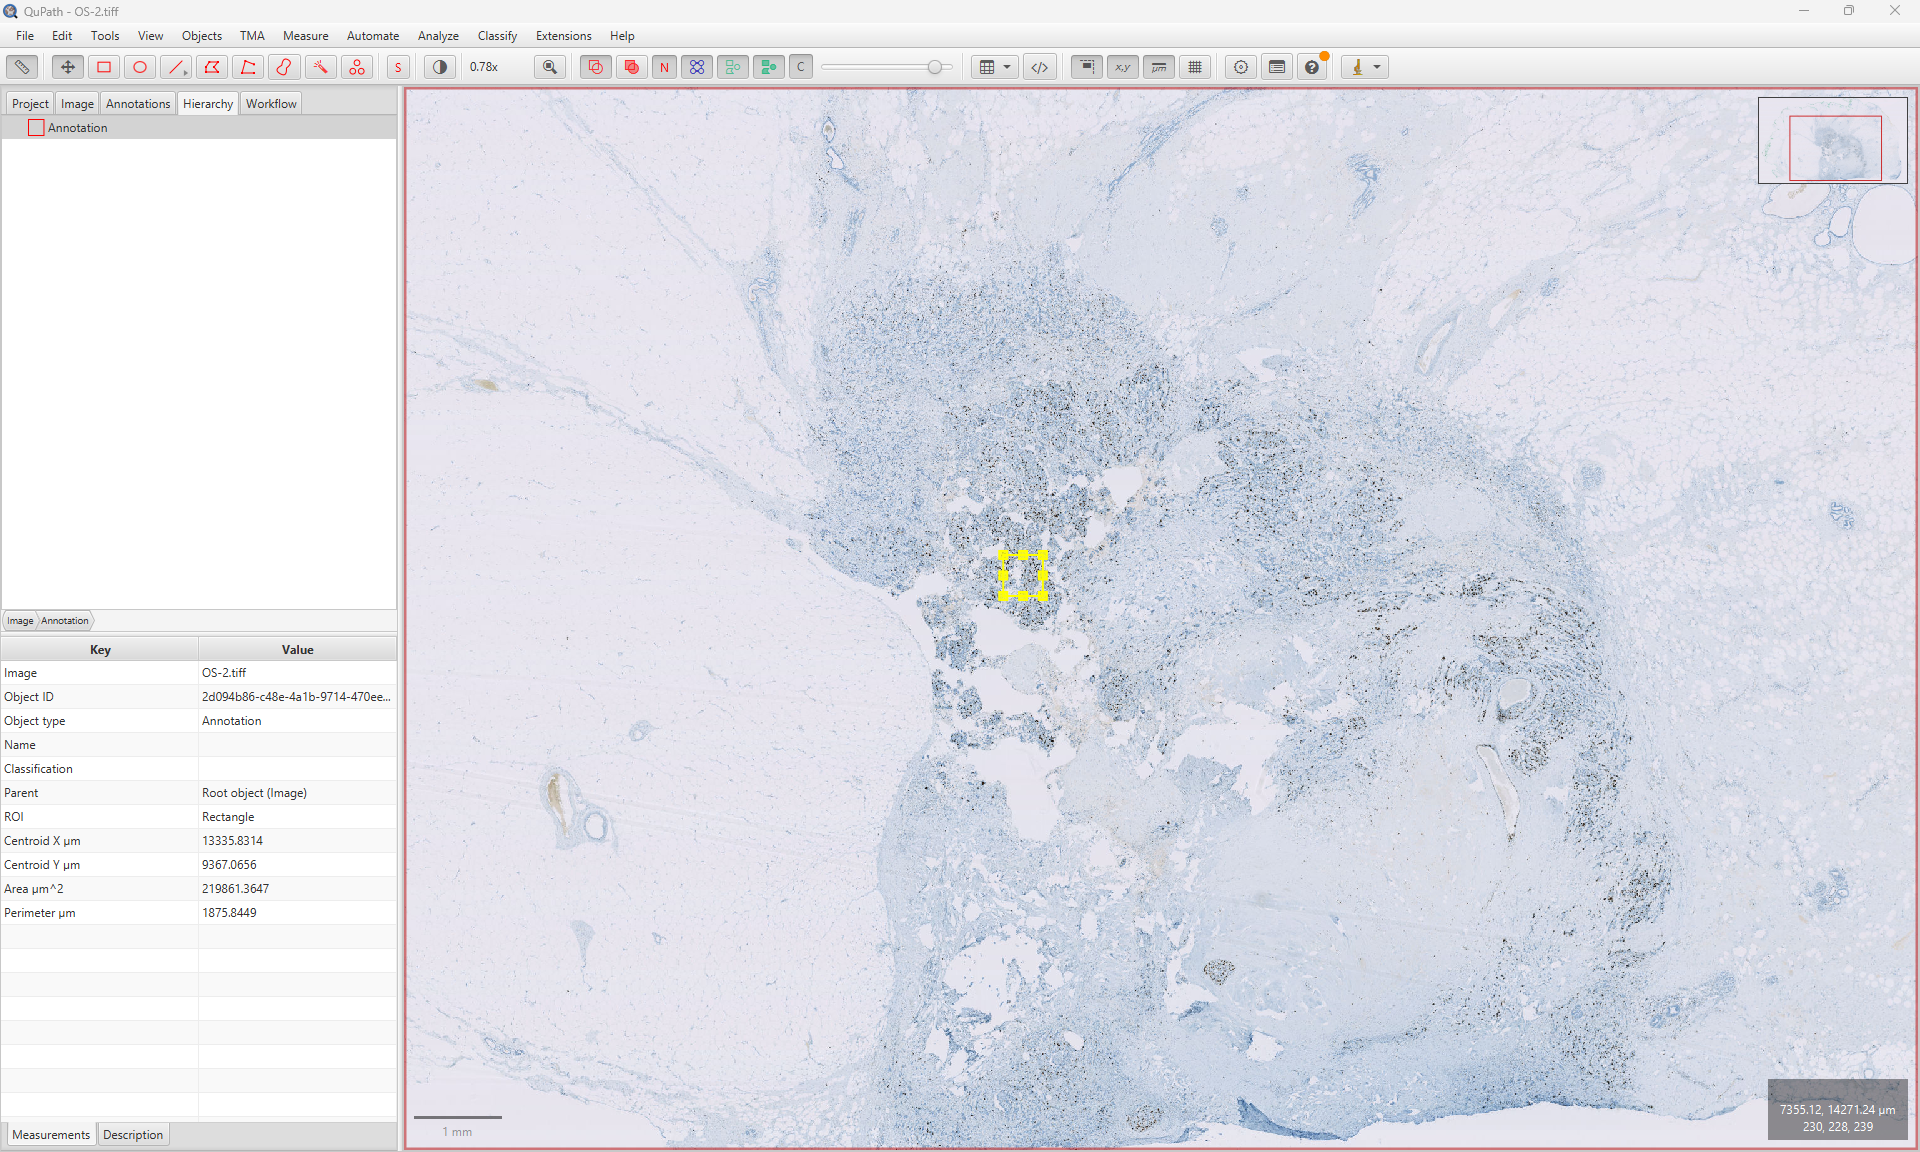 QuPath - OS-2.tiff
File Edit Tools View Objects TMA Measure Automate Analyze Classify Extensions Help
S 0.78x N C x,y µm
Project Image Annotations Hierarchy Workflow
Annotation
Image Annotation
Key Value
Image OS-2.tiff
Object ID 2d094b86-c48e-4a1b-9714-470ee...
Object type Annotation
Name
Classification
Parent Root object (Image)
ROI Rectangle
Centroid X µm 13335.8314
Centroid Y µm 9367.0656
Area µm^2 219861.3647
Perimeter µm 1875.8449
Measurements Description
1 mm
7355.12, 14271.24 µm
230, 228, 239